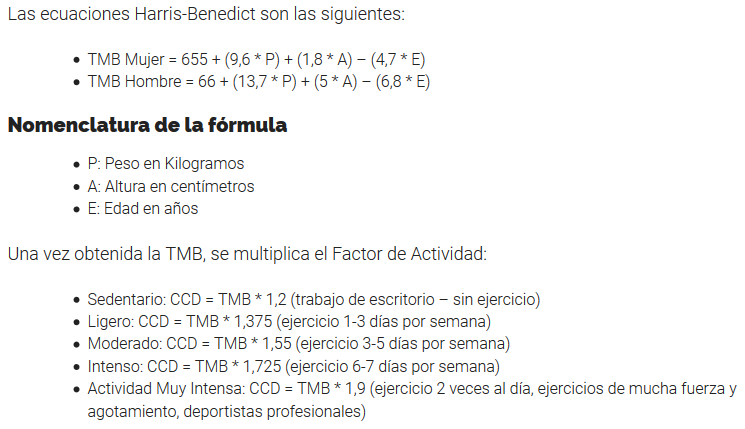 Las ecuaciones Harris-Benedict son las siguientes:
• TMB Mujer = 655 + (9,6 * P) + (1,8 * A) – (4,7 * E)
• TMB Hombre = 66 + (13,7 * P) + (5 * A) – (6,8 * E)
Nomenclatura de la fórmula
• P: Peso en Kilogramos
• A: Altura en centímetros
• E: Edad en años
Una vez obtenida la TMB, se multiplica el Factor de Actividad:
• Sedentario: CCD = TMB * 1,2 (trabajo de escritorio – sin ejercicio)
• Ligero: CCD = TMB * 1,375 (ejercicio 1-3 días por semana)
• Moderado: CCD = TMB * 1,55 (ejercicio 3-5 días por semana)
• Intenso: CCD = TMB * 1,725 (ejercicio 6-7 días por semana)
• Actividad Muy Intensa: CCD = TMB * 1,9 (ejercicio 2 veces al día, ejercicios de mucha fuerza y
agotamiento, deportistas profesionales)